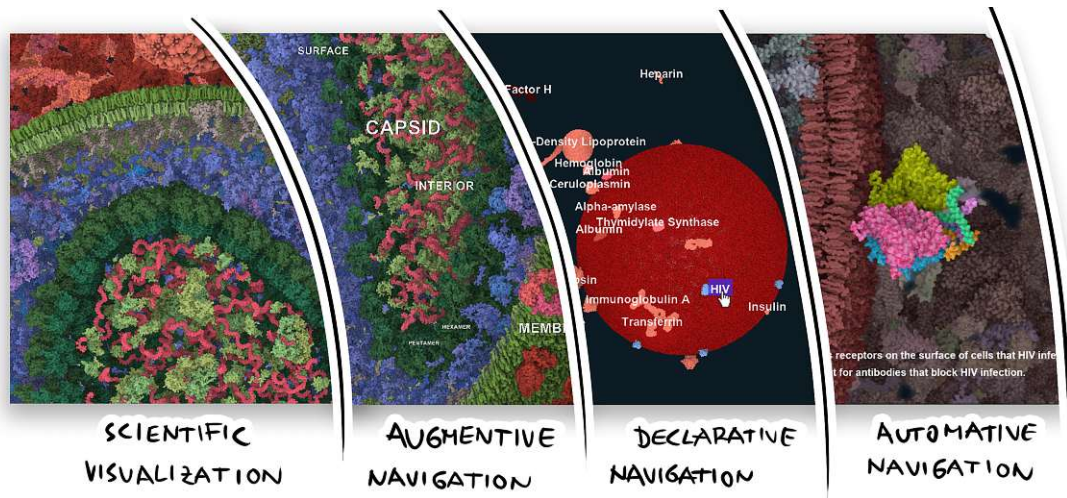 SURFACE
CAPSID
INTERIOR
HEXAMER
PENTAMER
MEMB
Heparin
Factor H
-Density Lipoprotein
Hemoglobin
Albumin
Ceruloplasmin
Alpha-amylase
Thymidylate Synthase
Albumin
osin
HIV
Immunoglobulin A
Insulin
Transferrin
s receptors on the surface of cells that HIV infe
t for antibodies that block HIV infection.
SCIENTIFIC
VISUALIZATION
AUGMENTIVE
NAVIGATION
DECLARATIVE
NAVIGATION
AUTOMATIVE
NAVIGATION